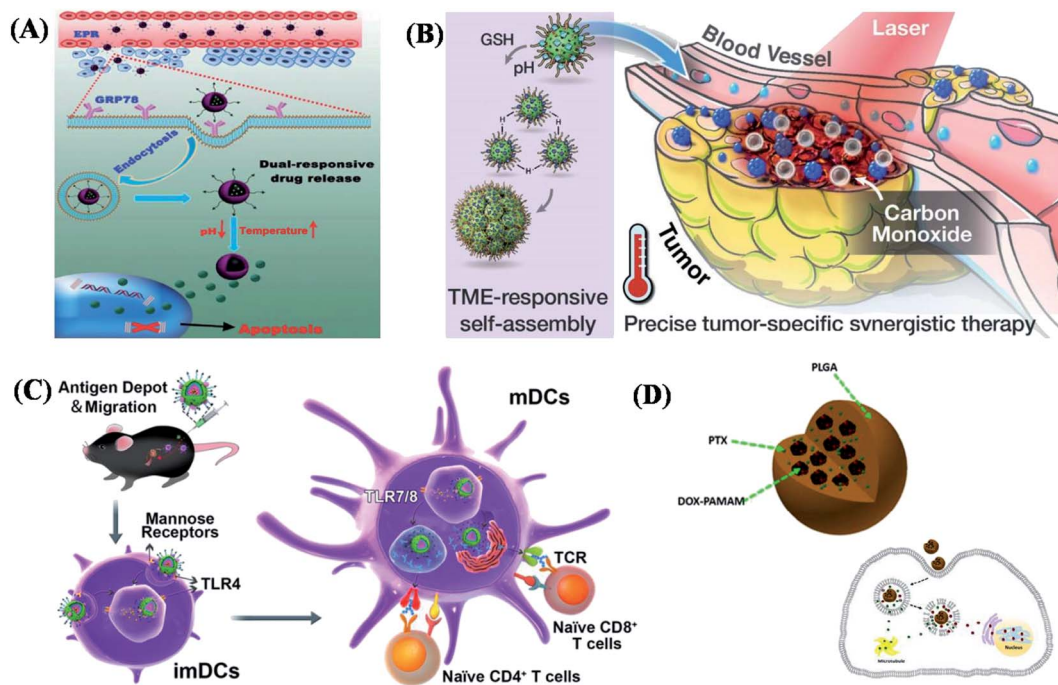 (A)
EPR
GRP78
Endocytosis
Dual-responsive
drug release
pH↓ Temperature ↑
Apoptosis
(B)
GSH
pH
H
H
H
TME-responsive
self-assembly
Blood Vessel
Laser
Carbon
Monoxide
Tumor
Precise tumor-specific synergistic therapy
(C)
Antigen Depot
& Migration
Mannose
Receptors
TLR4
imDCs
mDCs
TLR7/8
TCR
Naïve CD8+
T cells
Naïve CD4+ T cells
(D)
PLGA
PTX
DOX-PAMAM
Microtubule
Nucleus